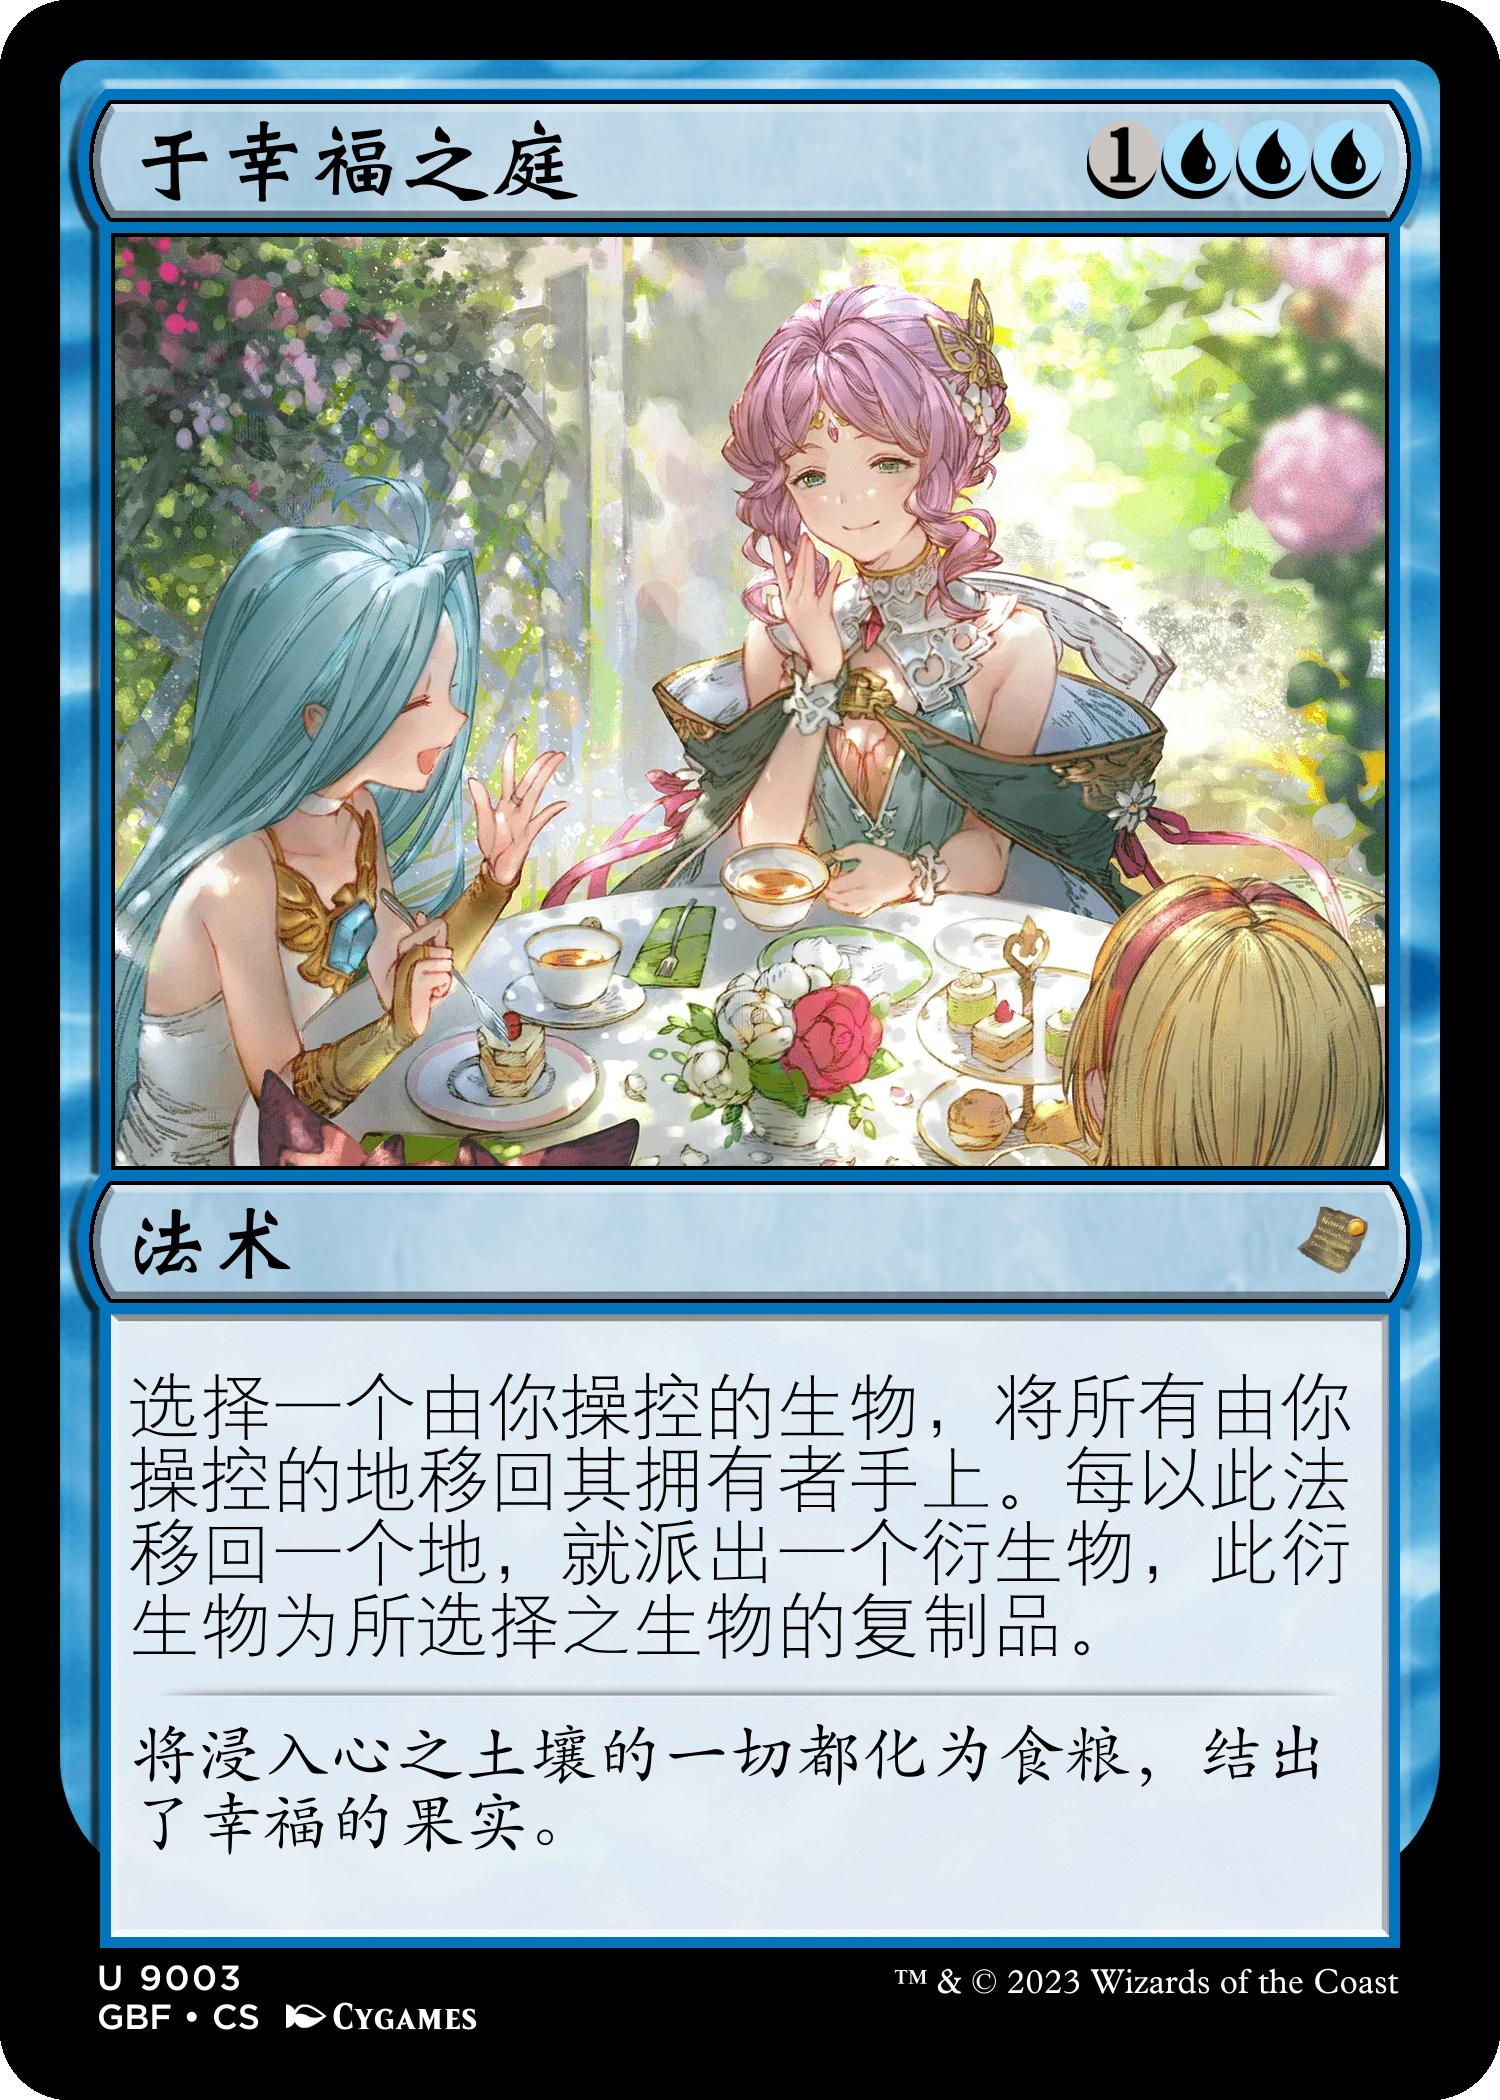 于幸福之庭 1
法术
选择一个由你操控的生物，将所有由你
操控的地移回其拥有者手上。每以此法
移回一个地，就派出一个衍生物，此衍
生物为所选择之生物的复制品。
将浸入心之土壤的一切都化为食粮，结出
了幸福的果实。
U 9003
GBF • CS CYGAMES
™ & © 2023 Wizards of the Coast